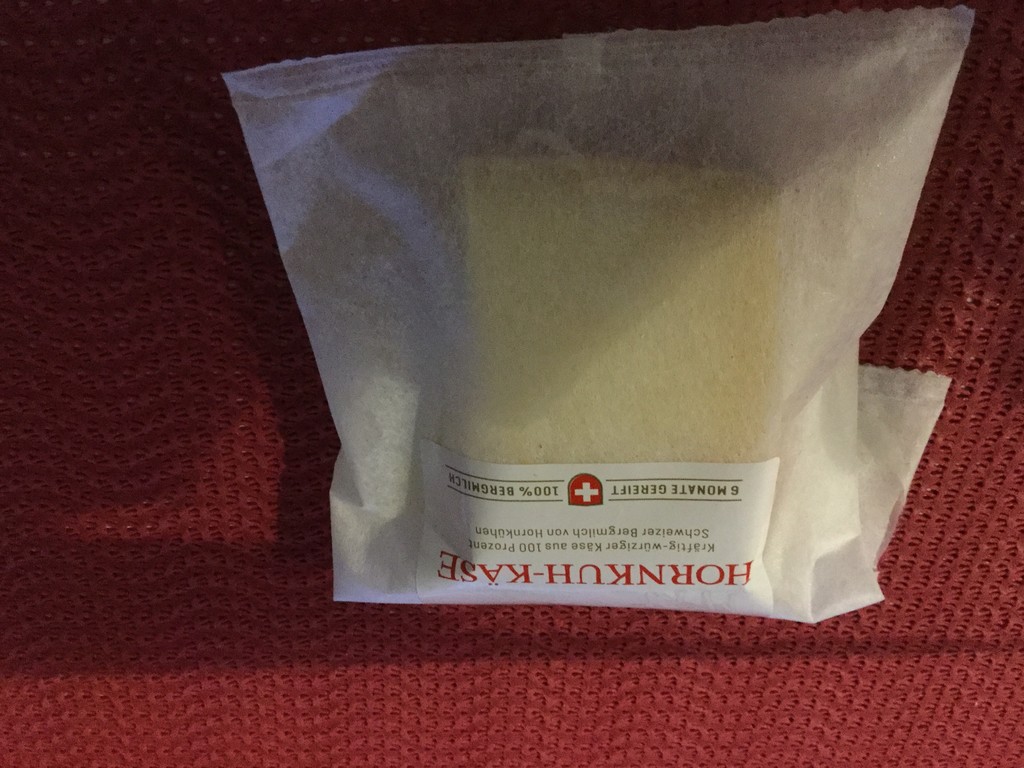 HORNKUH-KÄSE
Kräftig-würziger Käse aus 100 Prozent
Schweizer Bergmilch von Hornkühen
6 MONATE GEREIFT 100% BERGMILCH